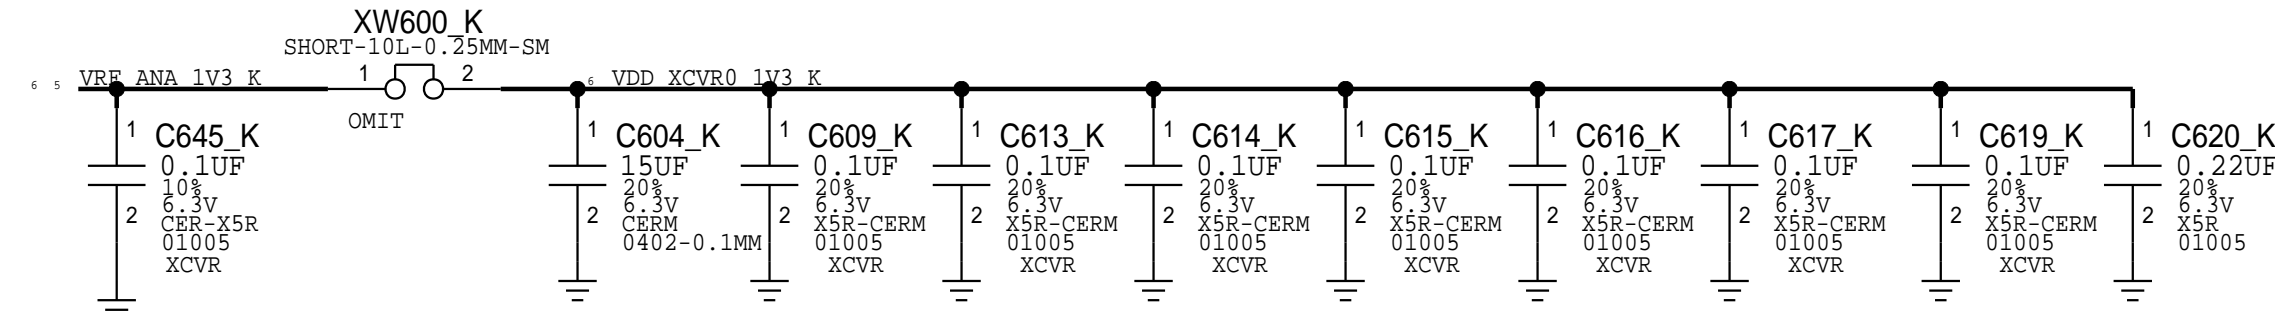 XW600_K
SHORT-10L-0.25MM-SM
6 5 VRF_ANA_1V3_K 1 2 6 VDD_XCVR0_1V3_K
OMIT
1 C645_K
0.1UF
10%
6.3V
2 CER-X5R
01005
XCVR
1 C604_K
15UF
20%
6.3V
2 CERM
0402-0.1MM
1 C609_K
0.1UF
20%
6.3V
2 X5R-CERM
01005
XCVR
1 C613_K
0.1UF
20%
6.3V
2 X5R-CERM
01005
XCVR
1 C614_K
0.1UF
20%
6.3V
2 X5R-CERM
01005
XCVR
1 C615_K
0.1UF
20%
6.3V
2 X5R-CERM
01005
XCVR
1 C616_K
0.1UF
20%
6.3V
2 X5R-CERM
01005
XCVR
1 C617_K
0.1UF
20%
6.3V
2 X5R-CERM
01005
XCVR
1 C619_K
0.1UF
20%
6.3V
2 X5R-CERM
01005
XCVR
1 C620_K
0.22UF
20%
6.3V
2 X5R
01005